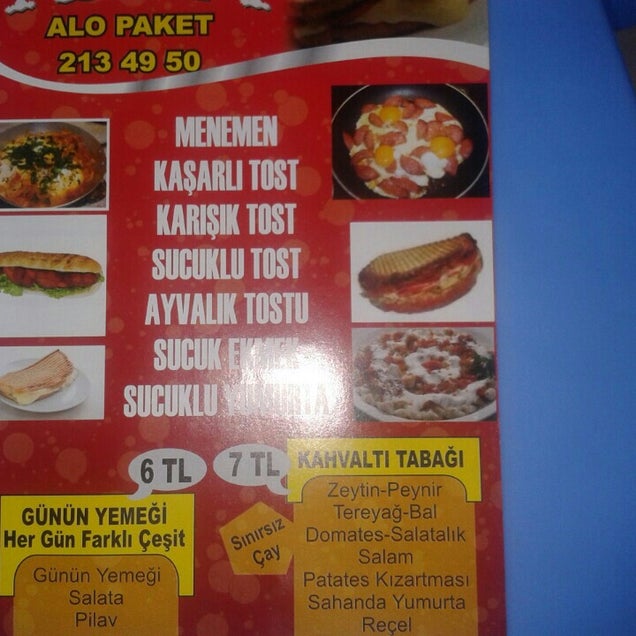 ALO PAKET
213 49 50
MENEMEN
KAŞARLI TOST
KARIŞIK TOST
SUCUKLU TOST
AYVALIK TOSTU
SUCUK EKMEK
SUCUKLU YUMURTA
6 TL
7 TL
GÜNÜN YEMEĞİ
Her Gün Farklı Çeşit
Günün Yemeği
Salata
Pilav
Sınırsız
Çay
KAHVALTI TABAĞI
Zeytin-Peynir
Tereyağ-Bal
Domates-Salatalık
Salam
Patates Kızartması
Sahanda Yumurta
Reçel